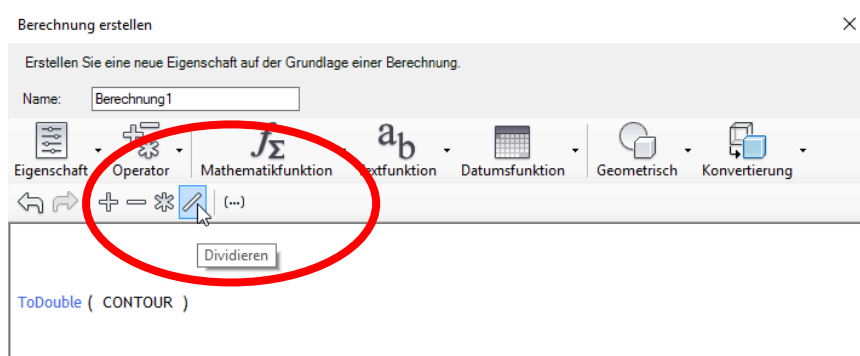 Berechnung erstellen
Erstellen Sie eine neue Eigenschaft auf der Grundlage einer Berechnung.
Name: Berechnung1
Eigenschaft Operator Mathematikfunktion Textfunktion Datumsfunktion Geometrisch Konvertierung
(...)
Dividieren
ToDouble ( CONTOUR )